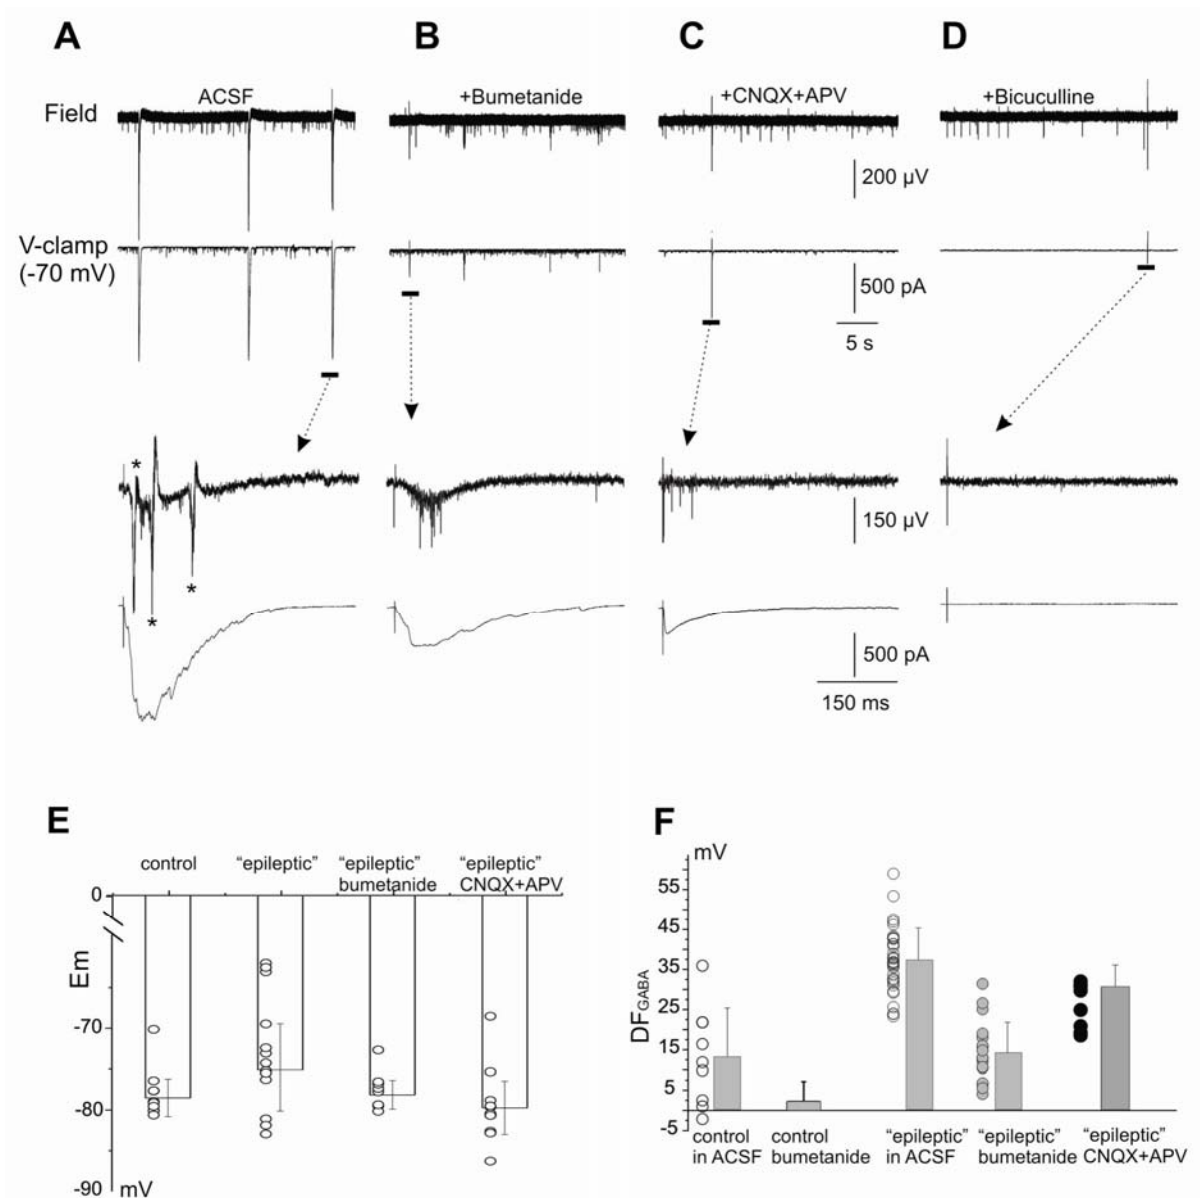 A
B
C
D
ACSF
+Bumetanide
+CNQX+APV
+Bicuculline
Field
200 µV
V-clamp
(-70 mV)
500 pA
5 s
*
*
*
150 µV
500 pA
150 ms
E
control
"epileptic"
"epileptic"
bumetanide
"epileptic"
CNQX+APV
0
Em
-70
-80
-90
mV
F
mV
55
45
35
25
15
5
-5
DFGABA
control
in ACSF
control
bumetanide
"epileptic"
in ACSF
"epileptic"
bumetanide
"epileptic"
CNQX+APV